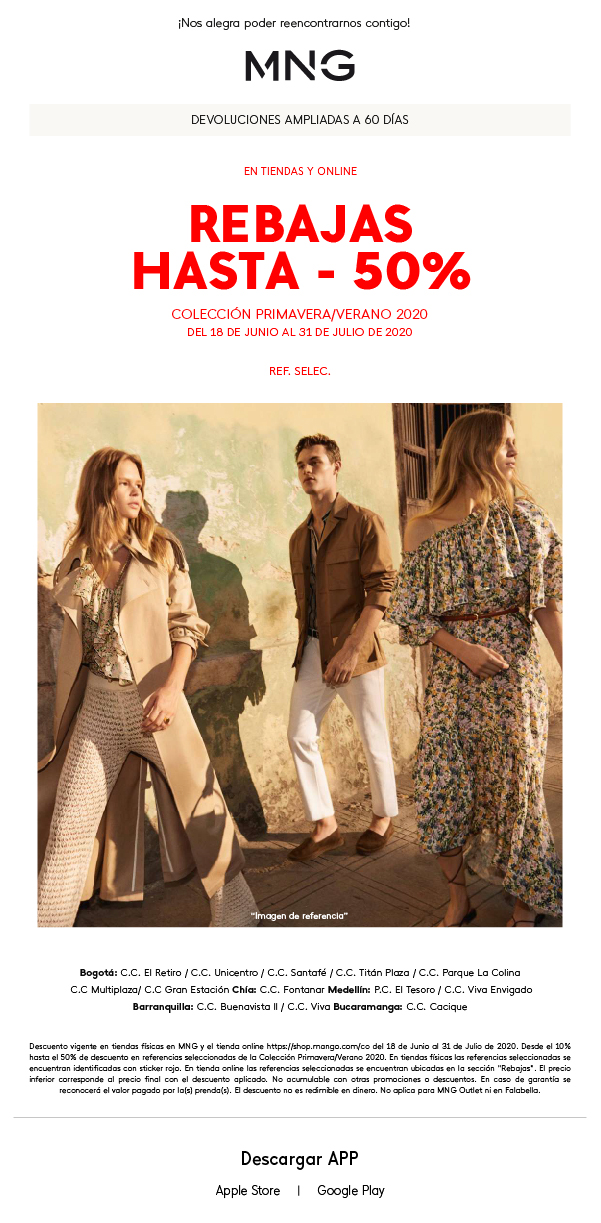 ¡Nos alegra poder reencontrarnos contigo!
MNG
DEVOLUCIONES AMPLIADAS A 60 DÍAS
EN TIENDAS Y ONLINE
REBAJAS
HASTA - 50%
COLECCIÓN PRIMAVERA/VERANO 2020
DEL 18 DE JUNIO AL 31 DE JULIO DE 2020
REF. SELEC.
"Imagen de referencia"
Bogotá: C.C. El Retiro / C.C. Unicentro / C.C. Santafé / C.C. Titán Plaza / C.C. Parque La Colina
C.C Multiplaza/ C.C Gran Estación Chía: C.C. Fontanar Medellín: P.C. El Tesoro / C.C. Viva Envigado
Barranquilla: C.C. Buenavista II / C.C. Viva Bucaramanga: C.C. Cacique
Descuento vigente en tiendas físicas en MNG y el tienda online https://shop.mango.com/co del 18 de Junio al 31 de Julio de 2020. Desde el 10%
hasta el 50% de descuento en referencias seleccionadas de la Colección Primavera/Verano 2020. En tiendas físicas las referencias seleccionadas se
encuentran identificadas con sticker rojo. En tienda online las referencias seleccionadas se encuentran ubicadas en la sección "Rebajas". El precio
inferior corresponde al precio final con el descuento aplicado. No acumulable con otras promociones o descuentos. En caso de garantía se
reconocerá el valor pagado por la(s) prenda(s). El descuento no es redimible en dinero. No aplica para MNG Outlet ni en Falabella.
Descargar APP
Apple Store | Google Play